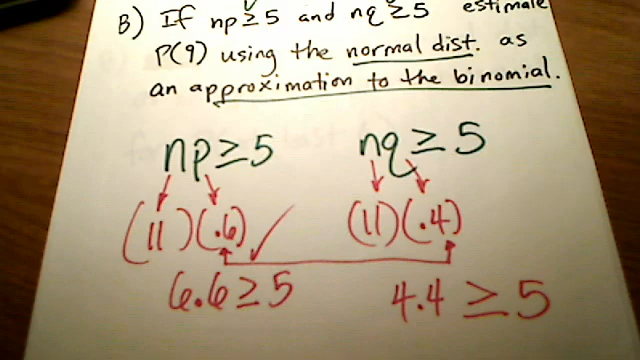 B) If np ≥ 5 and nq ≥ 5 estimate
P(9) using the normal dist. as
an approximation to the binomial.
np ≥ 5 nq ≥ 5
(11)(.6) ✓ (11)(.4)
6.6 ≥ 5 4.4 ≥ 5